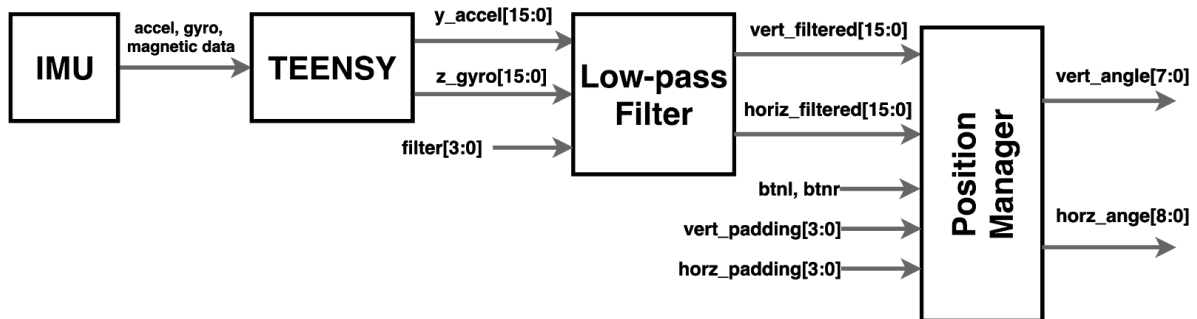 IMU
accel, gyro,
magnetic data
TEENSY
y_accel[15:0]
z_gyro[15:0]
filter[3:0]
Low-pass
Filter
vert_filtered[15:0]
horiz_filtered[15:0]
btnl, btnr
vert_padding[3:0]
horz_padding[3:0]
Position
Manager
vert_angle[7:0]
horz_ange[8:0]